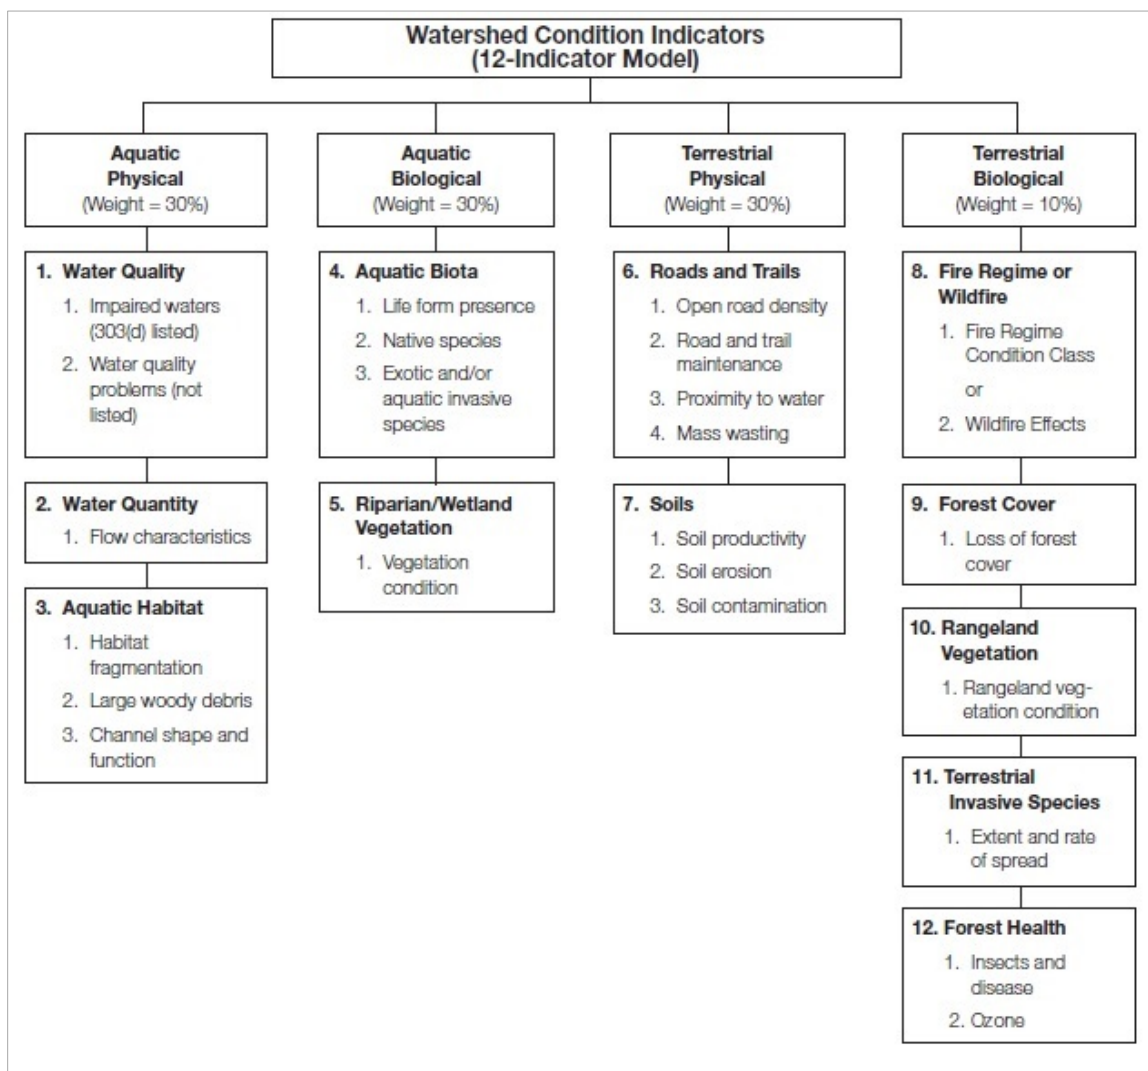 Watershed Condition Indicators
(12-Indicator Model)
Aquatic
Physical
(Weight = 30%)
1. Water Quality
1. Impaired waters
(303(d) listed)
2. Water quality
problems (not
listed)
2. Water Quantity
1. Flow characteristics
3. Aquatic Habitat
1. Habitat
fragmentation
2. Large woody debris
3. Channel shape and
function
Aquatic
Biological
(Weight = 30%)
4. Aquatic Biota
1. Life form presence
2. Native species
3. Exotic and/or
aquatic invasive
species
5. Riparian/Wetland
Vegetation
1. Vegetation
condition
Terrestrial
Physical
(Weight = 30%)
6. Roads and Trails
1. Open road density
2. Road and trail
maintenance
3. Proximity to water
4. Mass wasting
7. Soils
1. Soil productivity
2. Soil erosion
3. Soil contamination
Terrestrial
Biological
(Weight = 10%)
8. Fire Regime or
Wildfire
1. Fire Regime
Condition Class
or
2. Wildfire Effects
9. Forest Cover
1. Loss of forest
cover
10. Rangeland
Vegetation
1. Rangeland veg-
etation condition
11. Terrestrial
Invasive Species
1. Extent and rate
of spread
12. Forest Health
1. Insects and
disease
2. Ozone